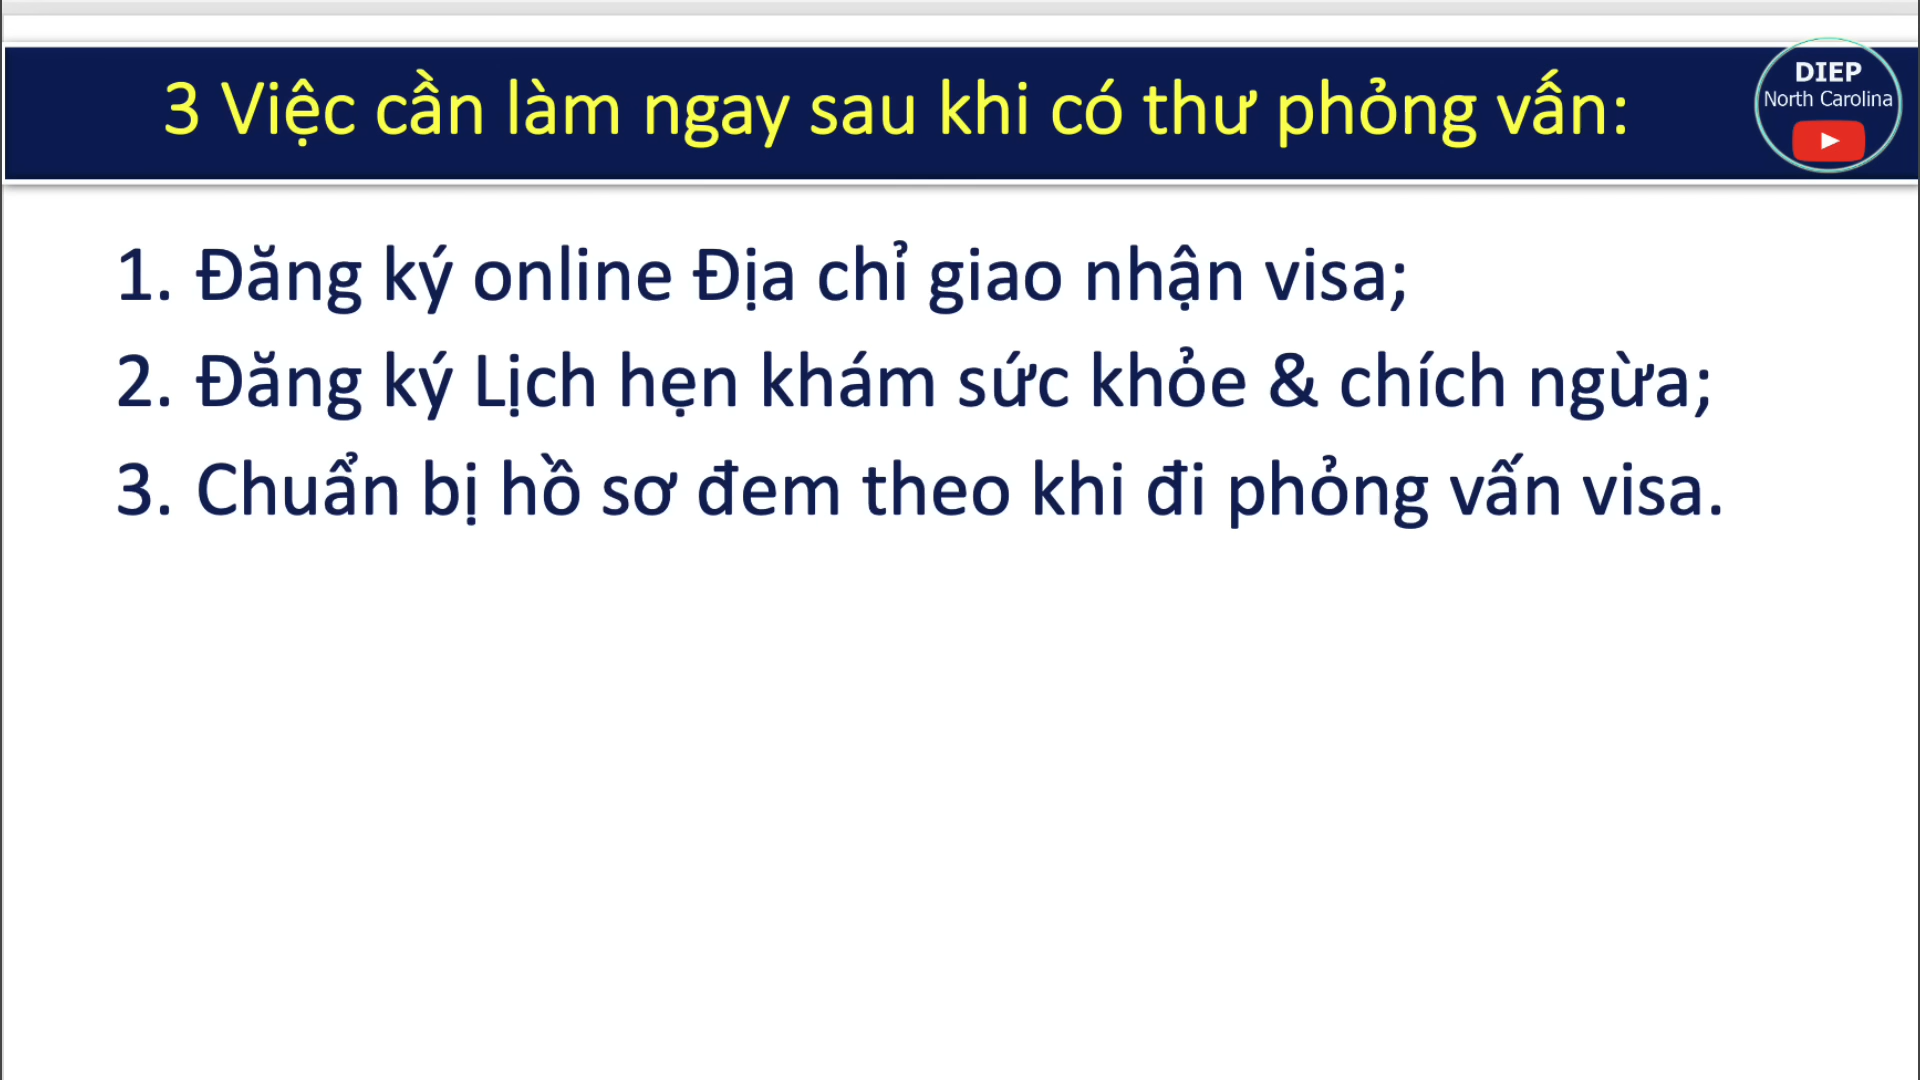 3 Việc cần làm ngay sau khi có thư phỏng vấn:
DIEP
North Carolina
1. Đăng ký online Địa chỉ giao nhận visa;
2. Đăng ký Lịch hẹn khám sức khỏe & chích ngừa;
3. Chuẩn bị hồ sơ đem theo khi đi phỏng vấn visa.